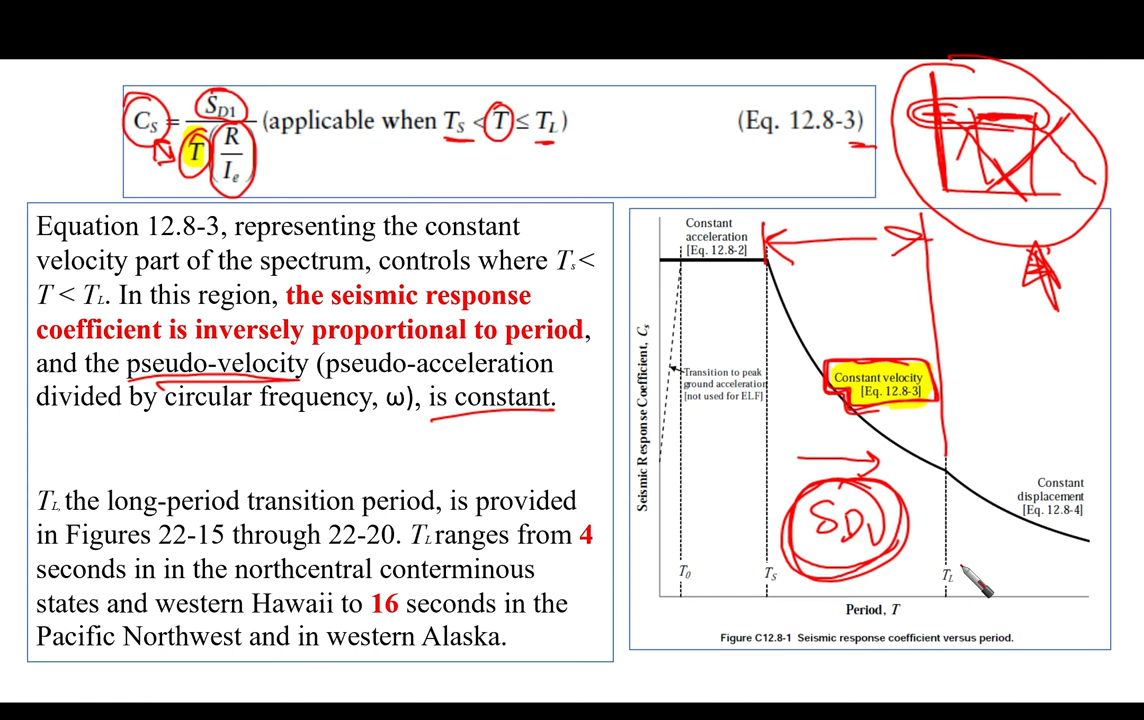 C_S = S_D1 / (T (R / I_e)) (applicable when T_S < T ≤ T_L) (Eq. 12.8-3)
Equation 12.8-3, representing the constant
velocity part of the spectrum, controls where Ts<
T < TL. In this region, the seismic response
coefficient is inversely proportional to period,
and the pseudo-velocity (pseudo-acceleration
divided by circular frequency, ω), is constant.
TL the long-period transition period, is provided
in Figures 22-15 through 22-20. TL ranges from 4
seconds in in the northcentral conterminous
states and western Hawaii to 16 seconds in the
Pacific Northwest and in western Alaska.
Constant
acceleration
[Eq. 12.8-2]
Seismic Response Coefficient, Cs
Transition to peak
ground acceleration
[not used for ELF]
Constant velocity
[Eq. 12.8-3]
Constant
displacement
[Eq. 12.8-4]
SD1
T0
TS
TL
Period, T
Figure C12.8-1 Seismic response coefficient versus period.